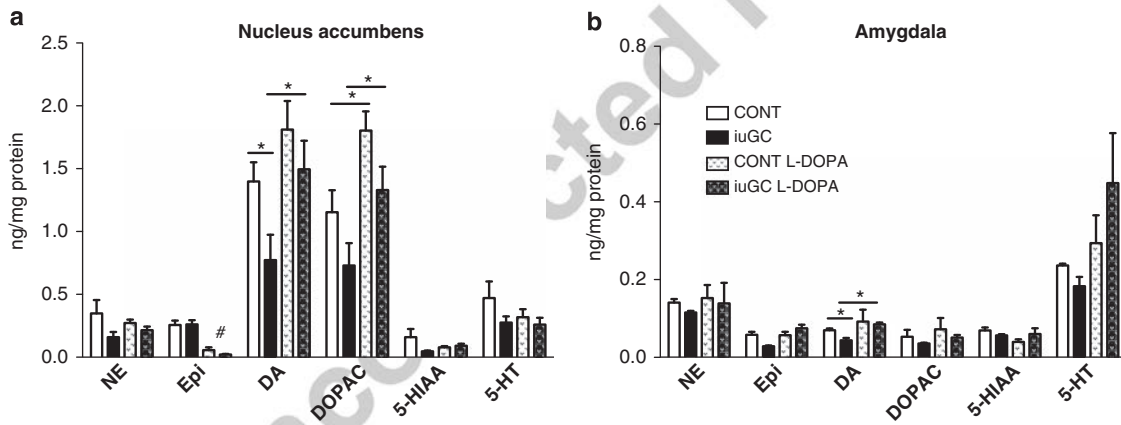 a
Nucleus accumbens
2.5
2.0
1.5
1.0
0.5
0.0
ng/mg protein
*
*
*
*
#
NE
Epi
DA
DOPAC
5-HIAA
5-HT
b
Amygdala
0.8
0.6
0.4
0.2
0.0
ng/mg protein
CONT
iuGC
CONT L-DOPA
iuGC L-DOPA
*
*
NE
Epi
DA
DOPAC
5-HIAA
5-HT